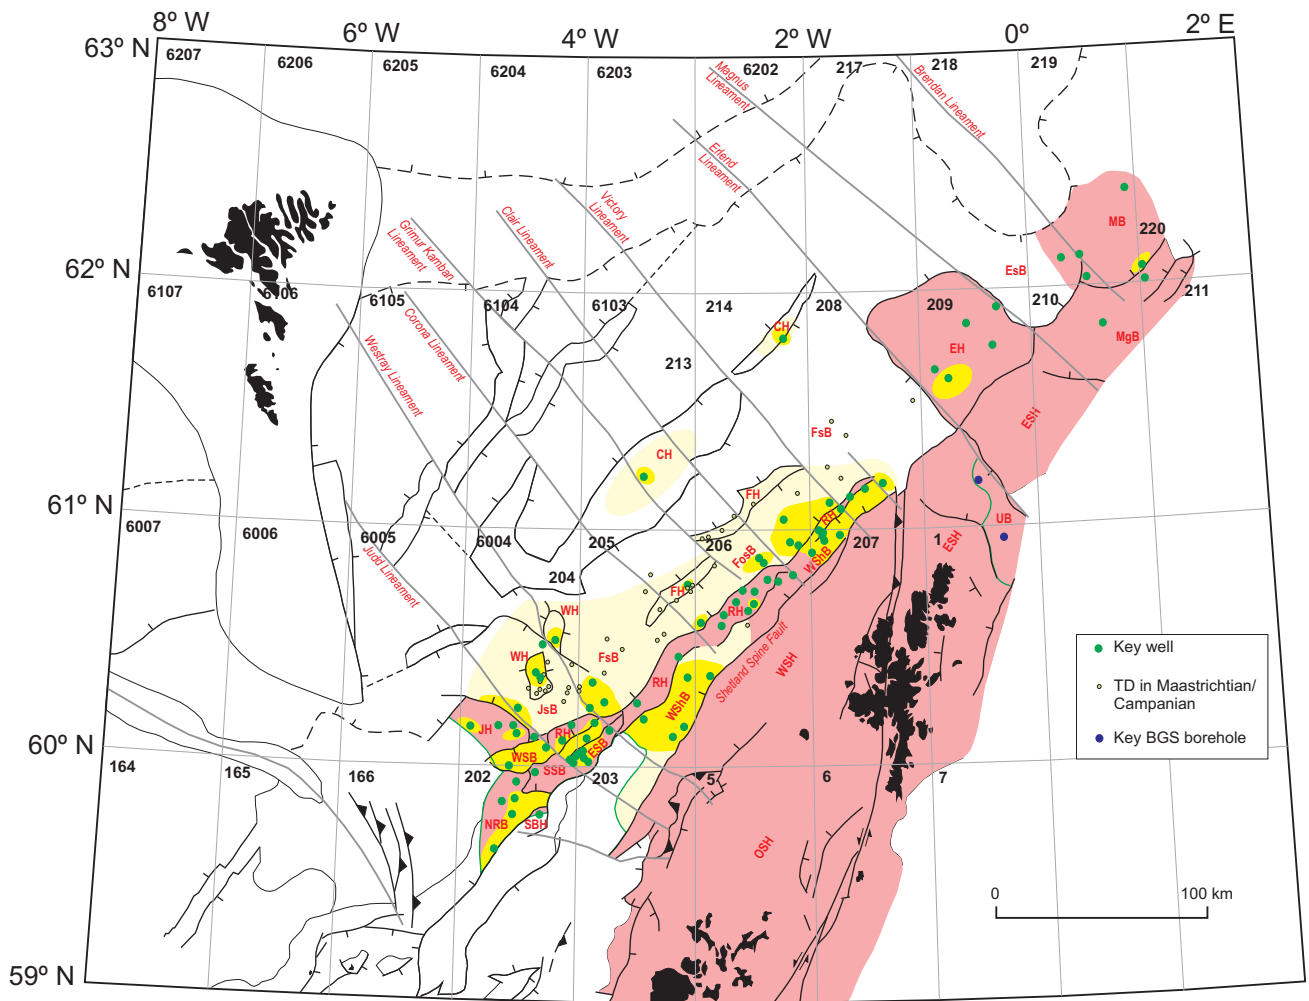 8º W
6º W
4º W
2º W
0º
2º E
63º N
6207
6206
6205
6204
6203
6202
217
218
219
Magnus
Lineament
Brendan Lineament
Erlend
Lineament
Victory
Lineament
Clair Lineament
Grimur Kamban
Lineament
MB
220
62º N
EsB
6107
6106
6105
6104
6103
214
208
209
210
211
Corona Lineament
Westray Lineament
CH
EH
MgB
213
FsB
ESH
CH
61º N
FH
RH
UB
6007
6006
6005
6004
205
206
207
1
ESH
FosB
WShB
Judd Lineament
204
FH
WH
RH
Shetland Spine Fault
WSH
Key well
WH
FsB
RH
TD in Maastrichtian/
Campanian
WShB
JsB
JH
RH
Key BGS borehole
60º N
WSB
ESB
164
165
166
202
SSB
203
5
6
7
NRB
SBH
OSH
0
100 km
59º N